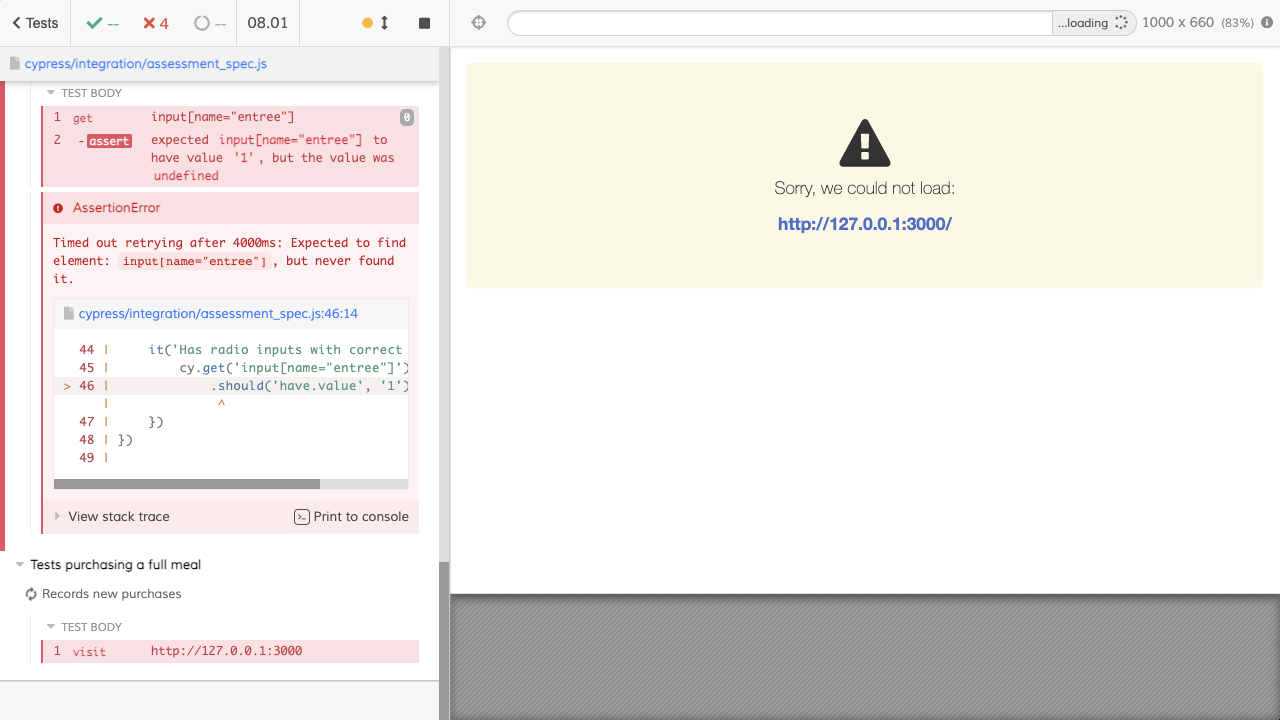 Tests
--
4
--
08.01
...loading
1000 x 660 (83%)
cypress/integration/assessment_spec.js
TEST BODY
1 get input[name="entree"] 0
2 -assert expected input[name="entree"] to
have value '1', but the value was
undefined
AssertionError
Timed out retrying after 4000ms: Expected to find
element: input[name="entree"], but never found
it.
cypress/integration/assessment_spec.js:46:14
44 | it('Has radio inputs with correct
45 | cy.get('input[name="entree"]')
> 46 | .should('have.value', '1')
| ^
47 | })
48 | })
49 |
View stack trace
Print to console
Tests purchasing a full meal
Records new purchases
TEST BODY
1 visit http://127.0.0.1:3000
Sorry, we could not load:
http://127.0.0.1:3000/